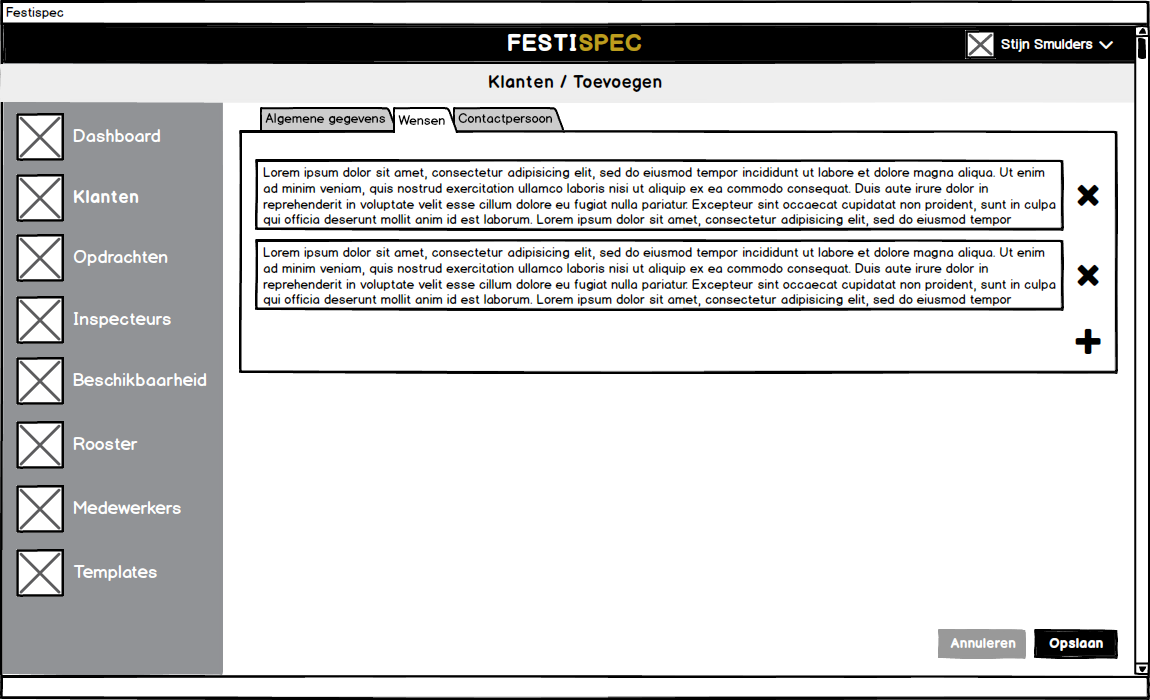 Festispec
FESTISPEC
Stijn Smulders
Klanten / Toevoegen
Dashboard
Klanten
Opdrachten
Inspecteurs
Beschikbaarheid
Rooster
Medewerkers
Templates
Algemene gegevens
Wensen
Contactpersoon
Lorem ipsum dolor sit amet, consectetur adipisicing elit, sed do eiusmod tempor incididunt ut labore et dolore magna aliqua. Ut enim
ad minim veniam, quis nostrud exercitation ullamco laboris nisi ut aliquip ex ea commodo consequat. Duis aute irure dolor in
reprehenderit in voluptate velit esse cillum dolore eu fugiat nulla pariatur. Excepteur sint occaecat cupidatat non proident, sunt in culpa
qui officia deserunt mollit anim id est laborum. Lorem ipsum dolor sit amet, consectetur adipisicing elit, sed do eiusmod tempor
Lorem ipsum dolor sit amet, consectetur adipisicing elit, sed do eiusmod tempor incididunt ut labore et dolore magna aliqua. Ut enim
ad minim veniam, quis nostrud exercitation ullamco laboris nisi ut aliquip ex ea commodo consequat. Duis aute irure dolor in
reprehenderit in voluptate velit esse cillum dolore eu fugiat nulla pariatur. Excepteur sint occaecat cupidatat non proident, sunt in culpa
qui officia deserunt mollit anim id est laborum. Lorem ipsum dolor sit amet, consectetur adipisicing elit, sed do eiusmod tempor
Annuleren
Opslaan